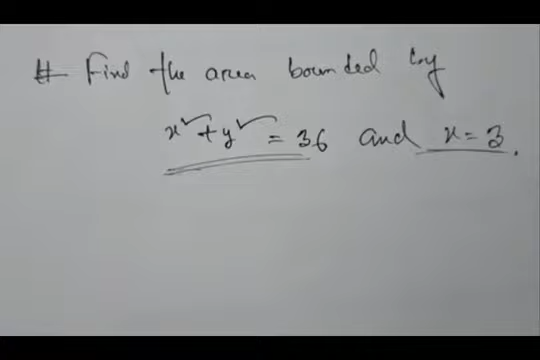 # Find the area bounded by
x² + y² = 36 and x = 3.